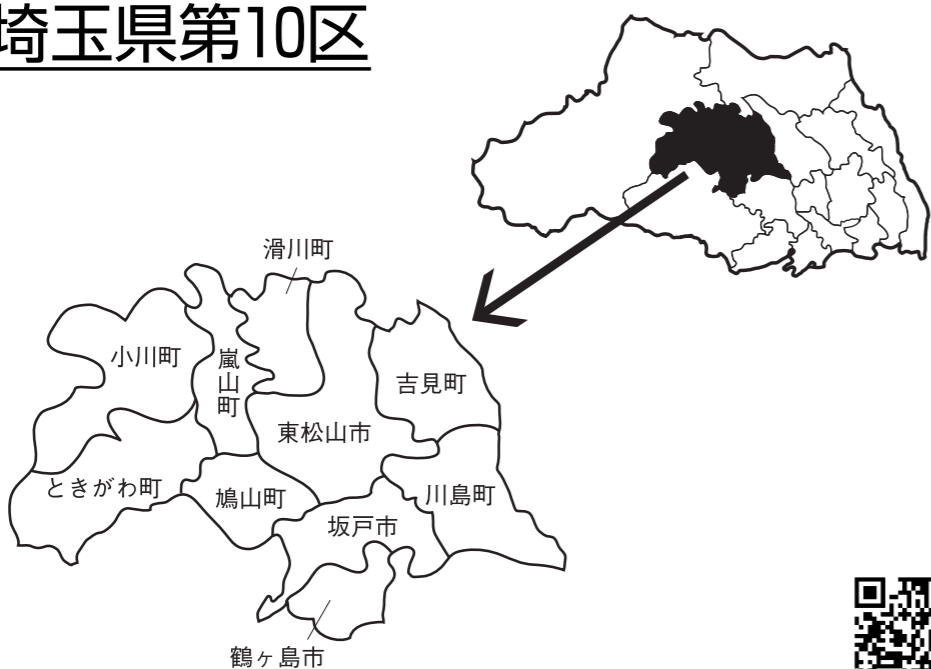 埼玉県第10区
滑川町
小川町
嵐山町
吉見町
東松山市
ときがわ町
鳩山町
川島町
坂戸市
鶴ヶ島市